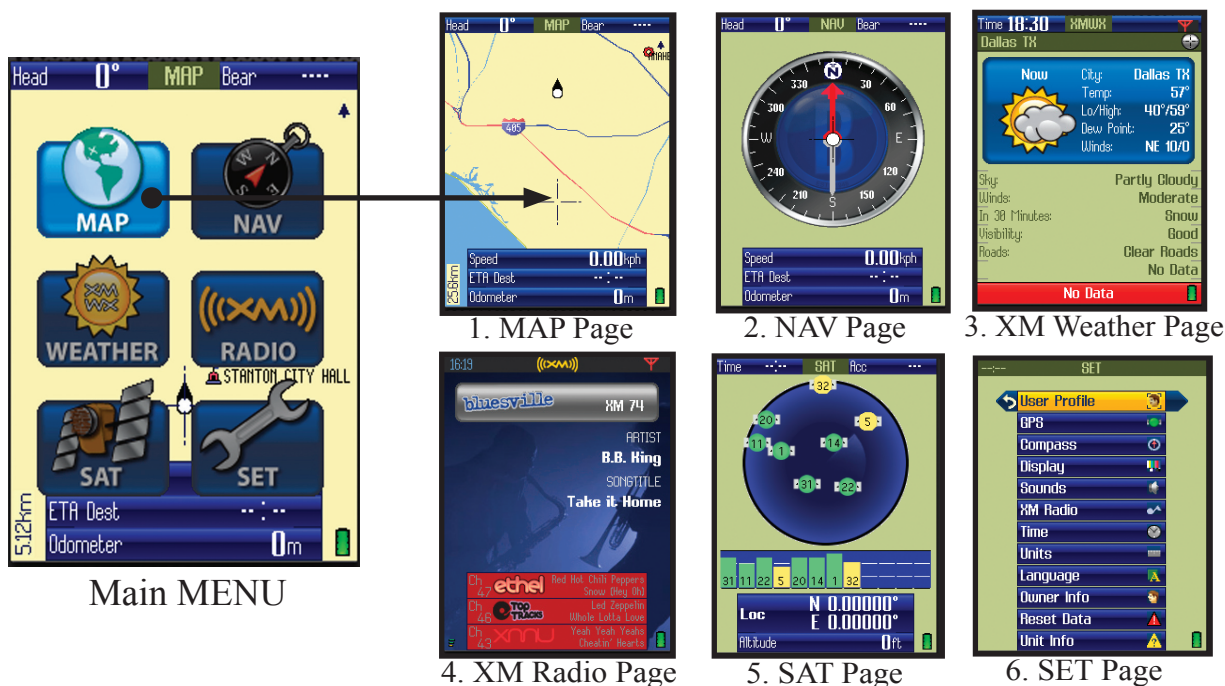 Head 0° MAP Bear ----
MAP
NAV
XM
WX
WEATHER
((XM))
RADIO
STANTON CITY HALL
SAT
SET
5.12km
ETA Dest --:--
Odometer 0m
Main MENU
Head 0° MAP Bear ----
405
25.6km
Speed 0.00kph
ETA Dest --:--
Odometer 0m
1. MAP Page
Head 0° NAV Bear ----
N
30
60
E
120
150
S
210
240
W
300
330
Speed 0.00kph
ETA Dest --:--
Odometer 0m
2. NAV Page
Time 18:30 XMWX
Dallas TX
Now
City: Dallas TX
Temp: 57°
Lo/High: 40°/59°
Dew Point: 25°
Winds: NE 10/0
Sky: Partly Cloudy
Winds: Moderate
In 30 Minutes: Snow
Visibility: Good
Roads: Clear Roads
No Data
No Data
3. XM Weather Page
16:19 ((XM))
bluesville XM 74
ARTIST
B.B. King
SONGTITLE
Take it Home
Ch 47 ethel Red Hot Chili Peppers
Snow (Hey Oh)
Ch 46 TOP TRACKS Led Zeppelin
Whole Lotta Love
Ch 43 XMU Yeah Yeah Yeahs
Cheatin' Hearts
4. XM Radio Page
Time --:-- SAT Acc ---
32
20
5
11
1
14
31
22
31 11 22 5 20 14 1 32
Loc N 0.00000°
E 0.00000°
Altitude 0ft
5. SAT Page
--:-- SET
User Profile
GPS
Compass
Display
Sounds
XM Radio
Time
Units
Language
Owner Info
Reset Data
Unit Info
6. SET Page